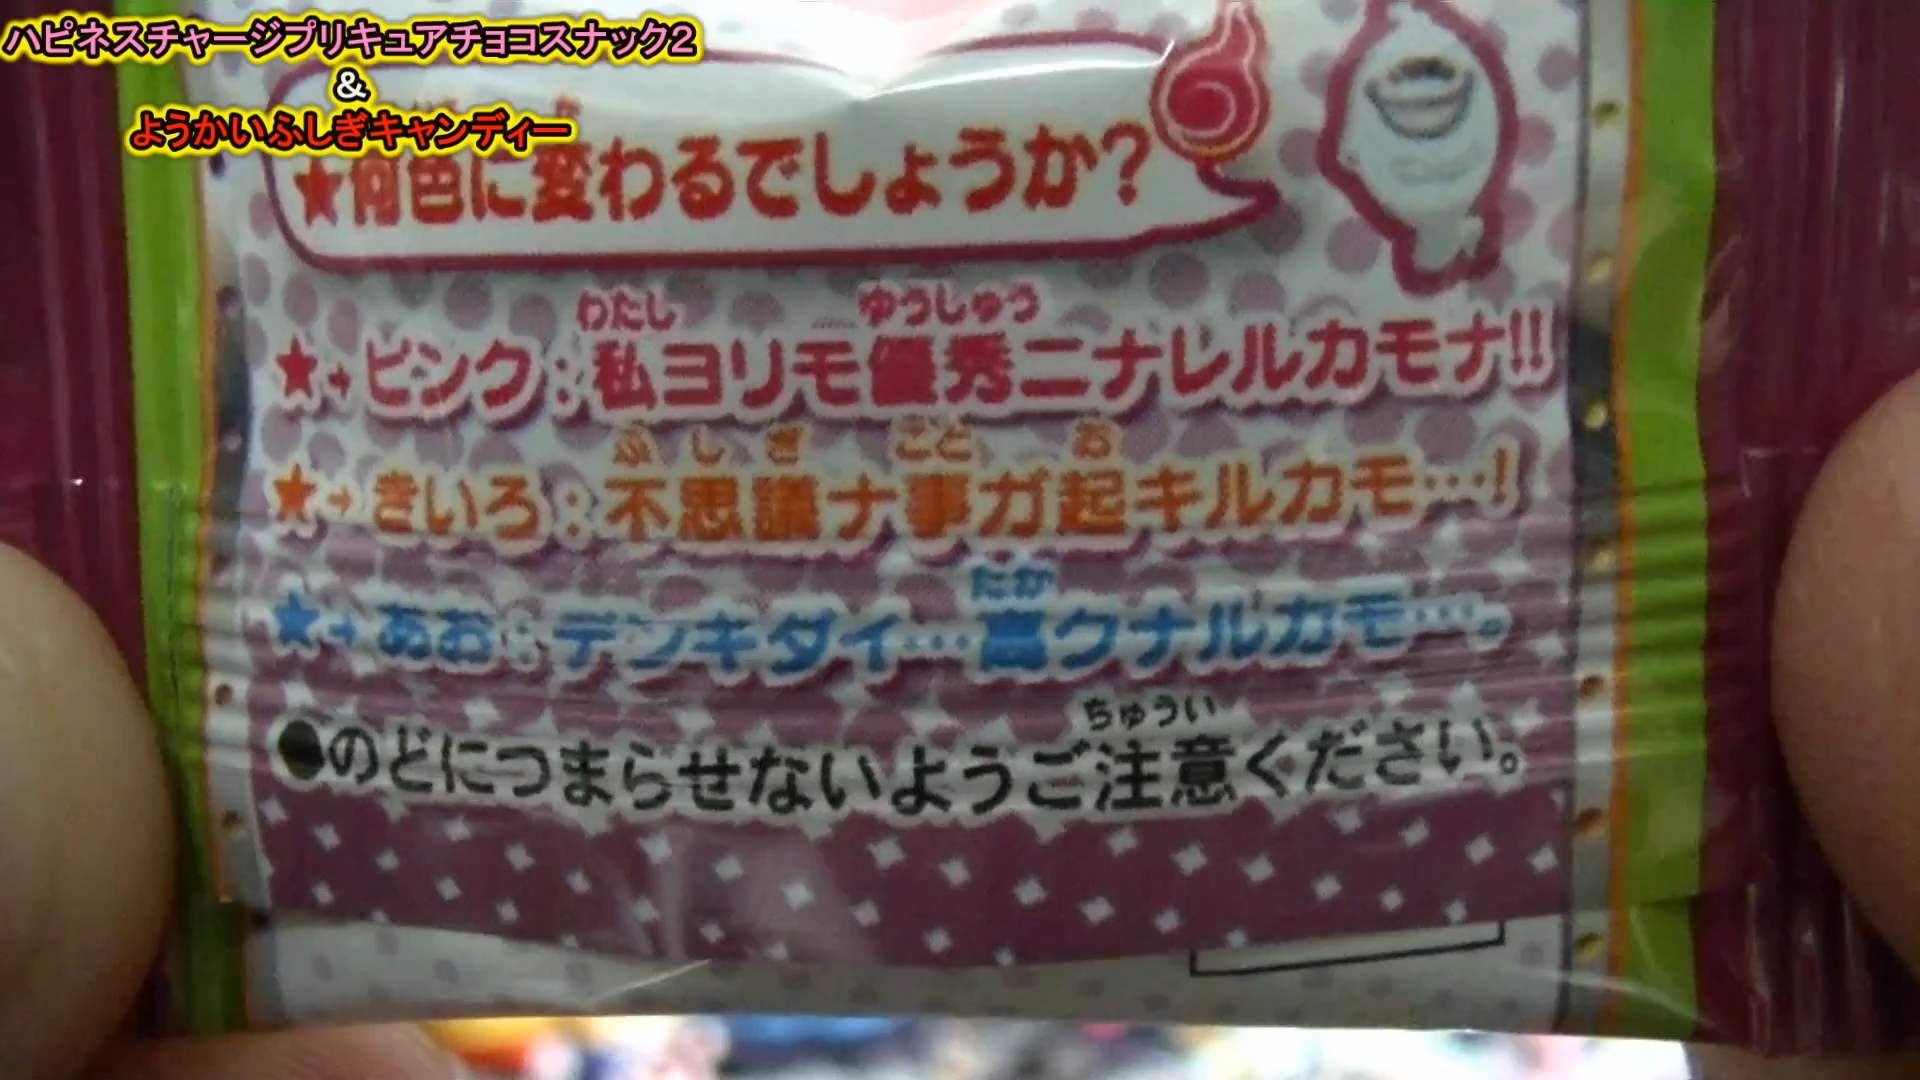 ハピネスチャージプリキュアチョコスナック2
&
ようかいふしぎキャンディー
★何色に変わるでしょうか?
わたし ゆうしゅう
★→ピンク:私ヨリモ優秀ニナレルカモナ!!
ふしぎ ごと お
★→きいろ:不思議ナ事ガ起キルカモ…!
たか
★→あお:デンキダイ…高クナルカモ…。
ちゅうい
●のどにつまらせないようご注意ください。